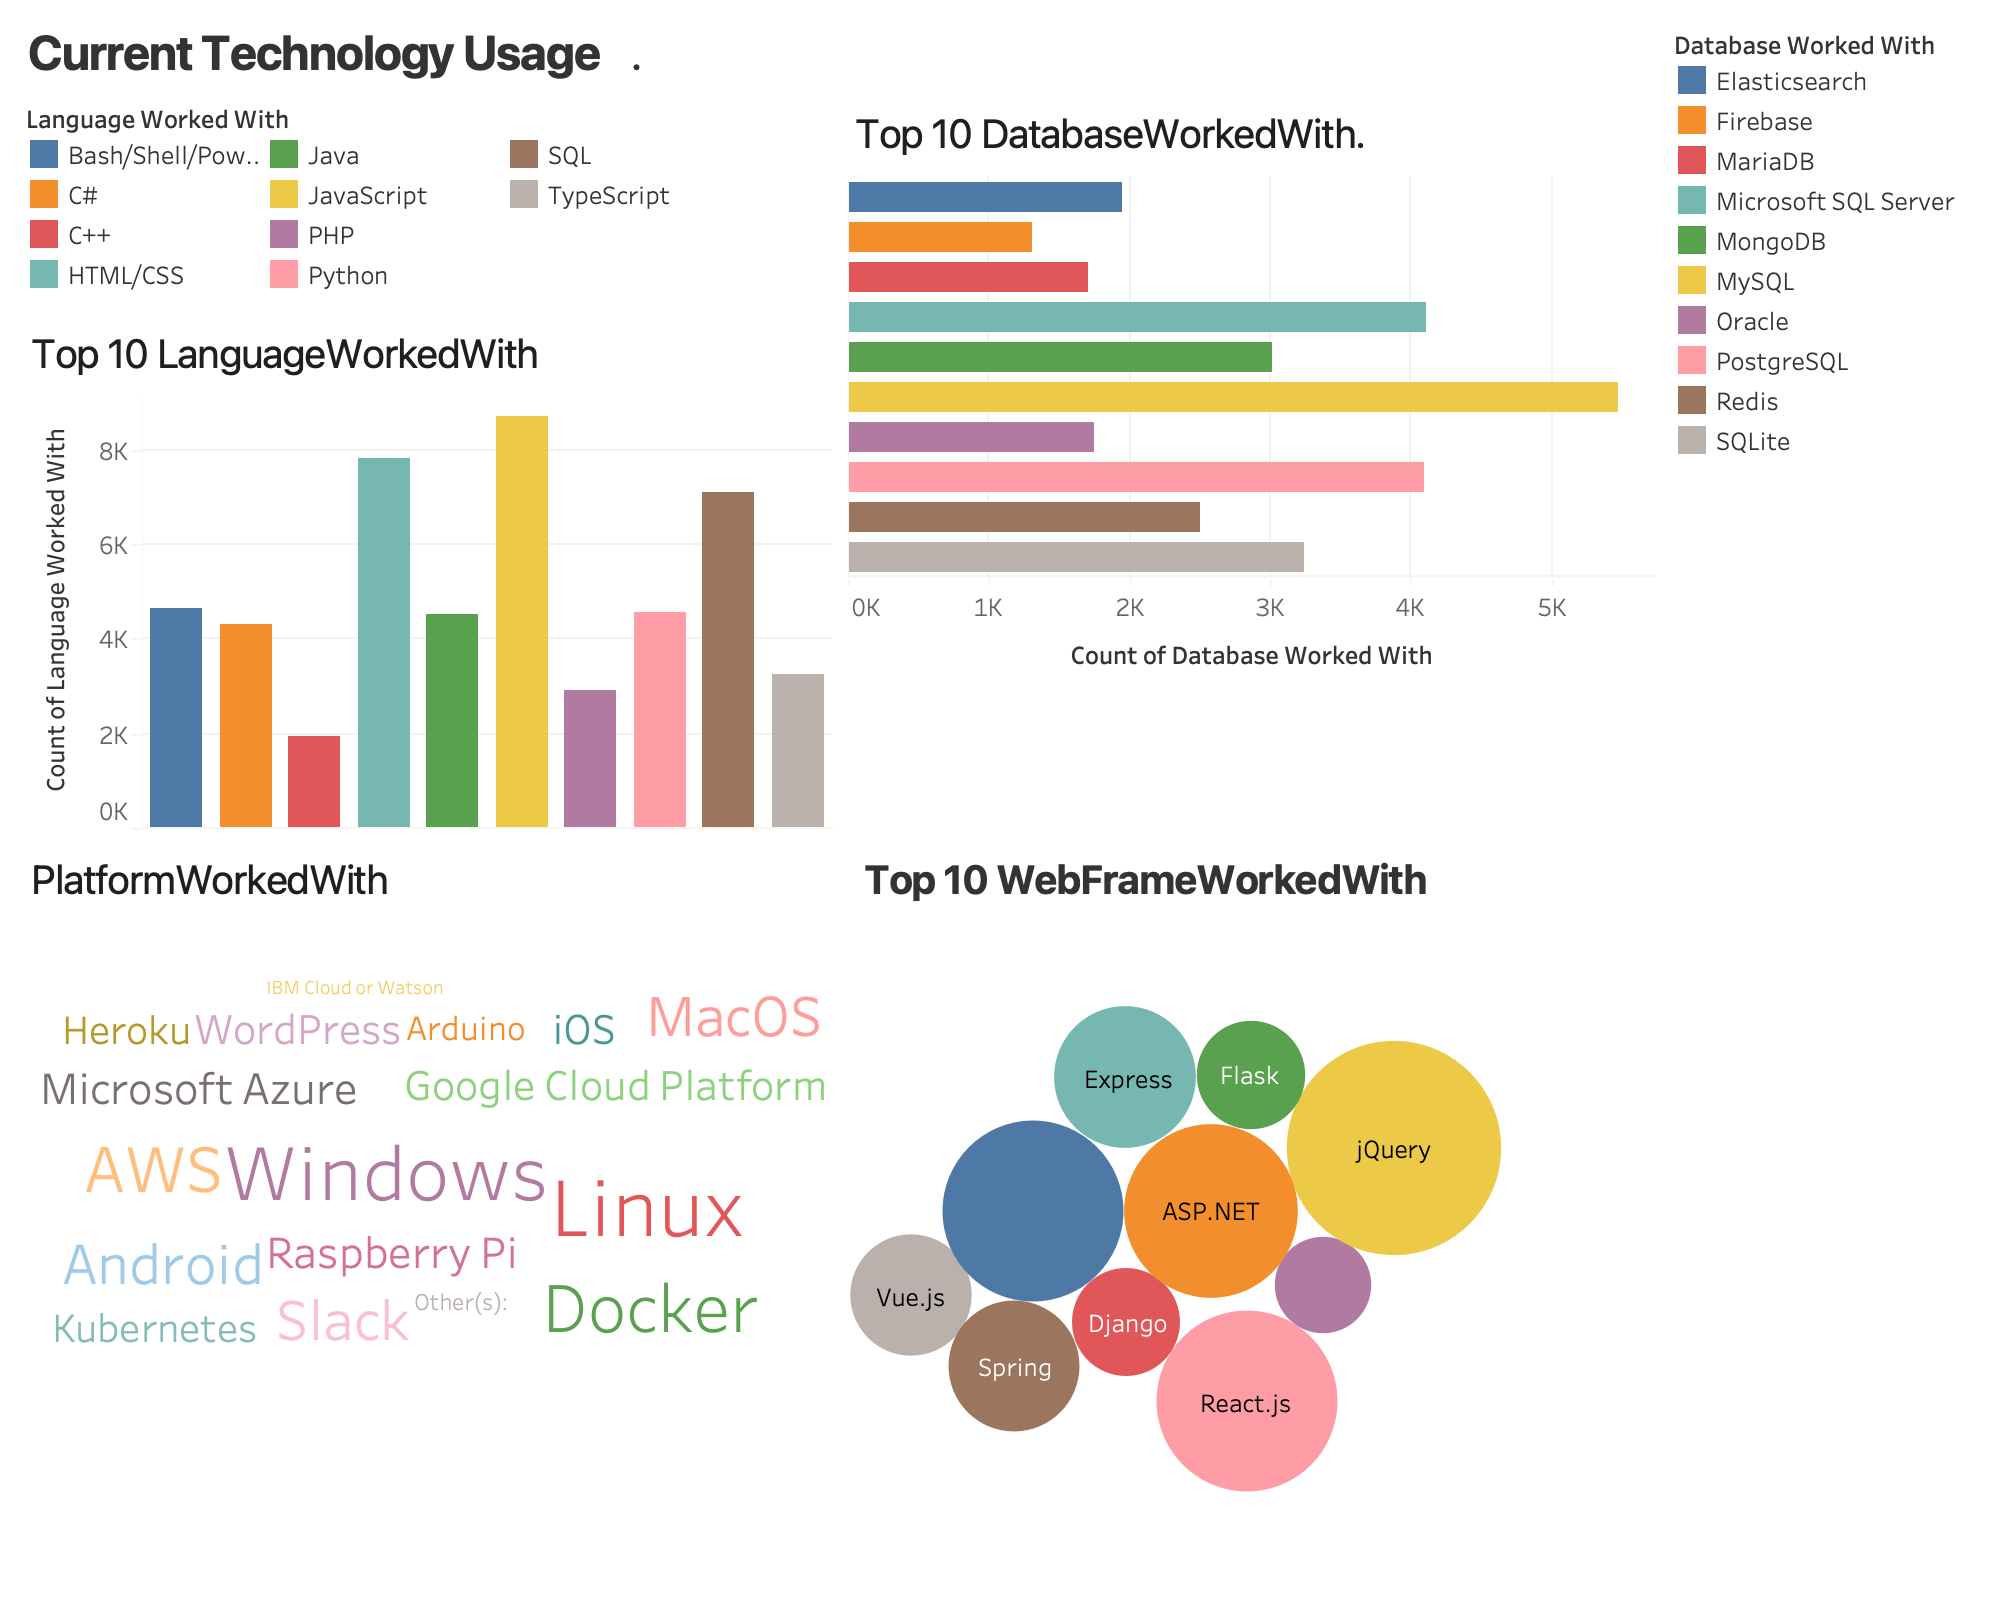 Current Technology Usage .
Language Worked With
Bash/Shell/Pow..
C#
C++
HTML/CSS
Java
JavaScript
PHP
Python
SQL
TypeScript
Top 10 LanguageWorkedWith
Count of Language Worked With
8K
6K
4K
2K
0K
Top 10 DatabaseWorkedWith.
0K 1K 2K 3K 4K 5K
Count of Database Worked With
Database Worked With
Elasticsearch
Firebase
MariaDB
Microsoft SQL Server
MongoDB
MySQL
Oracle
PostgreSQL
Redis
SQLite
PlatformWorkedWith
IBM Cloud or Watson
Heroku WordPress Arduino iOS MacOS
Microsoft Azure Google Cloud Platform
AWS Windows Linux
Android Raspberry Pi
Kubernetes Slack Other(s): Docker
Top 10 WebFrameWorkedWith
Express
Flask
jQuery
ASP.NET
Vue.js
Django
Spring
React.js